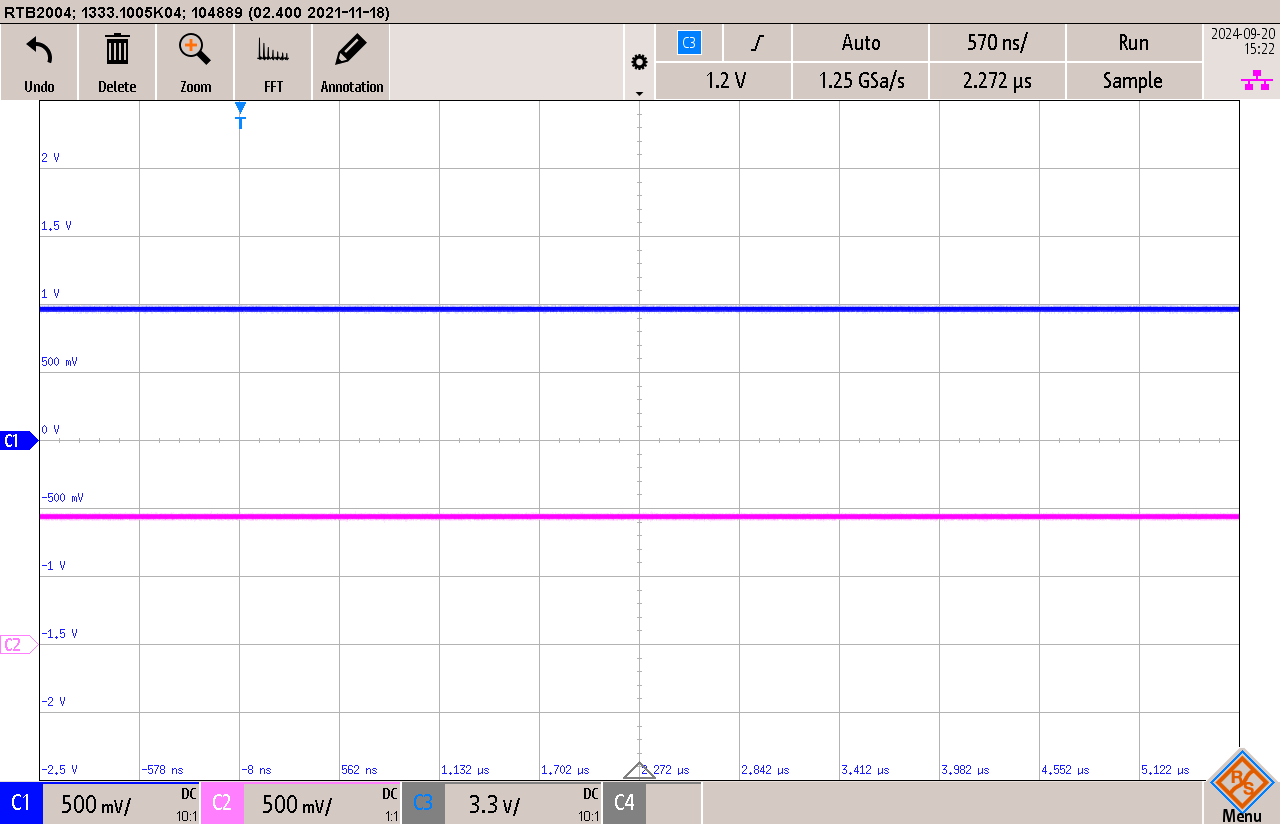 RTB2004; 1333.1005K04; 104889 (02.400 2021-11-18)
Undo
Delete
Zoom
FFT
Annotation
C3
Auto
570 ns/
Run
1.2 V
1.25 GSa/s
2.272 µs
Sample
2024-09-20
15:22
T
2 V
1.5 V
1 V
500 mV
0 V
C1
-500 mV
-1 V
-1.5 V
C2
-2 V
-2.5 V
-578 ns
-8 ns
562 ns
1.132 µs
1.702 µs
2.272 µs
2.842 µs
3.412 µs
3.982 µs
4.552 µs
5.122 µs
C1
500 mV/
DC
10:1
C2
500 mV/
DC
1:1
C3
3.3 V/
DC
10:1
C4
R S
Menu